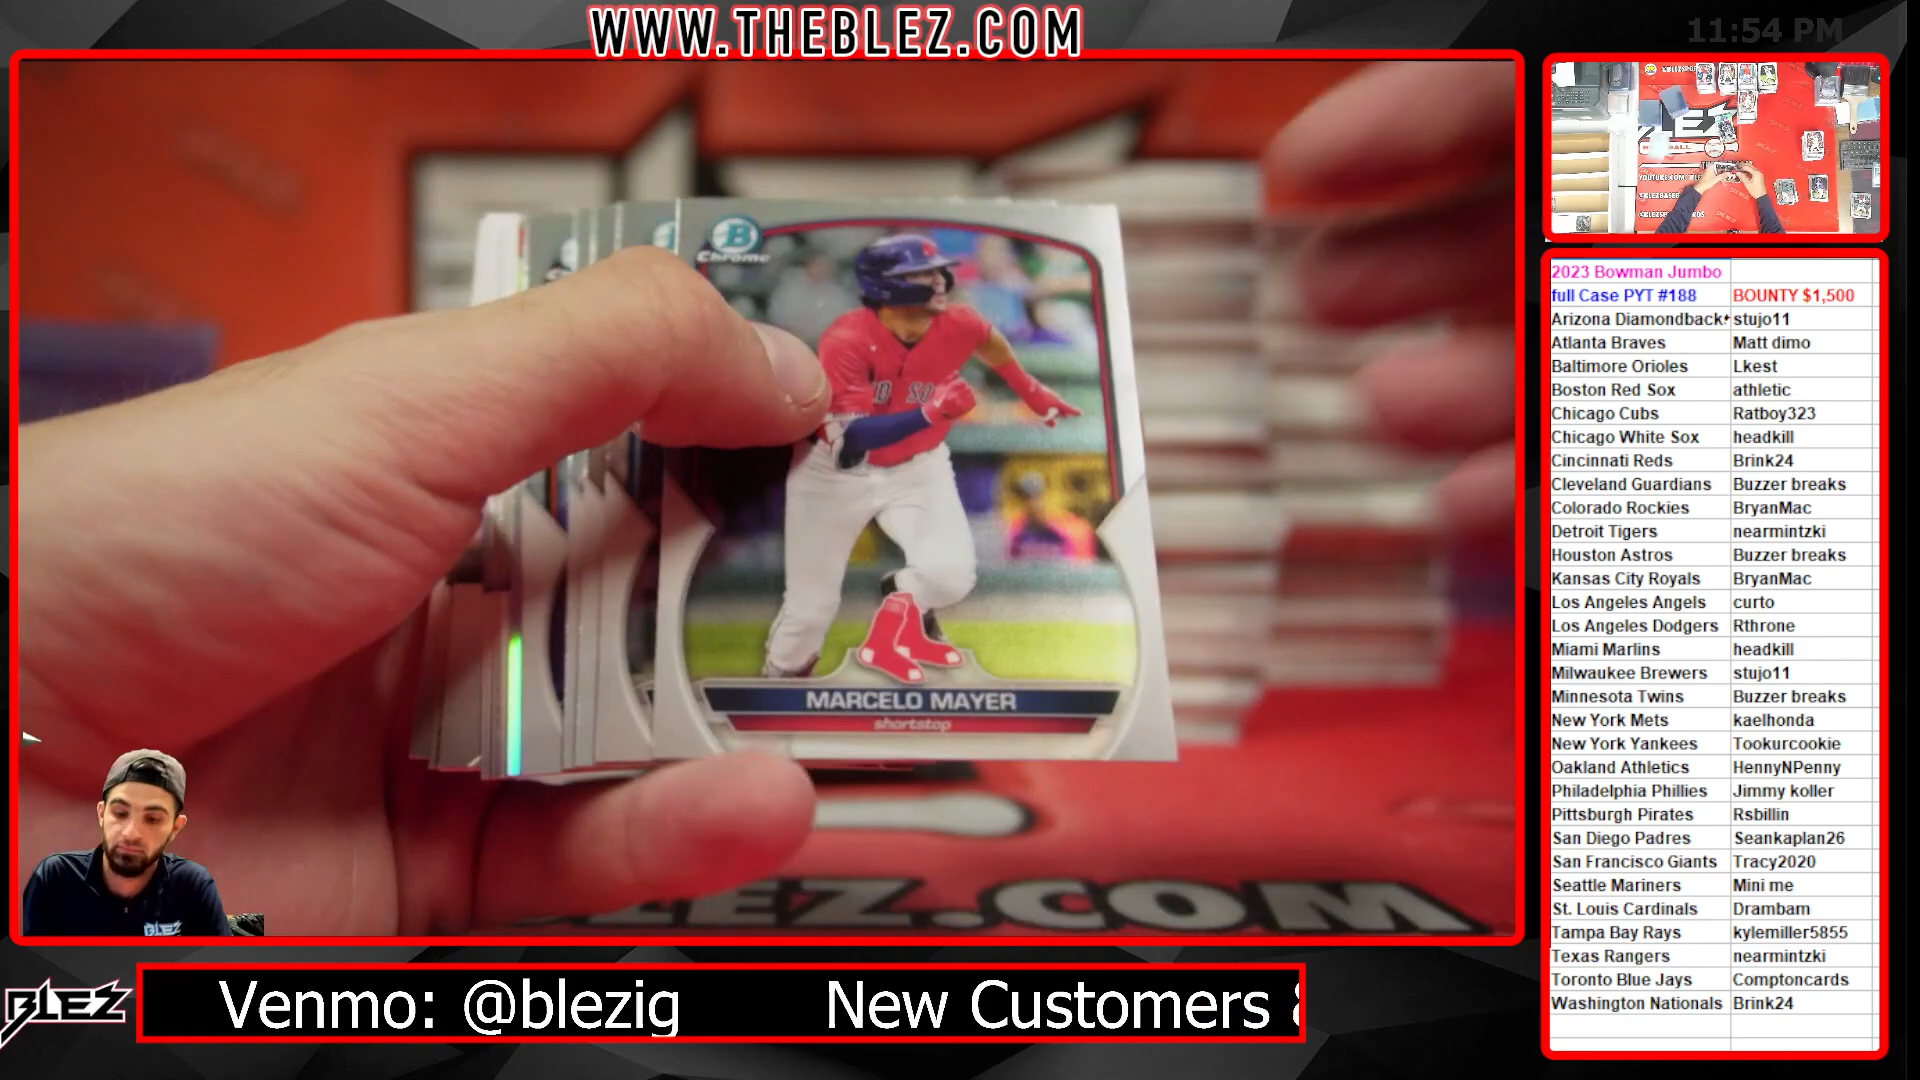 WWW.THEBLEZ.COM
11:54 PM
B
Chrome
MARCELO MAYER
shortstop
EZ.COM
BLEZ
BLEZ
Venmo: @blezig New Customers
2023 Bowman Jumbo
full Case PYT #188 BOUNTY $1,500
Arizona Diamondback stujo11
Atlanta Braves Matt dimo
Baltimore Orioles Lkest
Boston Red Sox athletic
Chicago Cubs Ratboy323
Chicago White Sox headkill
Cincinnati Reds Brink24
Cleveland Guardians Buzzer breaks
Colorado Rockies BryanMac
Detroit Tigers nearmintzki
Houston Astros Buzzer breaks
Kansas City Royals BryanMac
Los Angeles Angels curto
Los Angeles Dodgers Rthrone
Miami Marlins headkill
Milwaukee Brewers stujo11
Minnesota Twins Buzzer breaks
New York Mets kaelhonda
New York Yankees Tookurcookie
Oakland Athletics HennyNPenny
Philadelphia Phillies Jimmy koller
Pittsburgh Pirates Rsbillin
San Diego Padres Seankaplan26
San Francisco Giants Tracy2020
Seattle Mariners Mini me
St. Louis Cardinals Drambam
Tampa Bay Rays kylemiller5855
Texas Rangers nearmintzki
Toronto Blue Jays Comptoncards
Washington Nationals Brink24